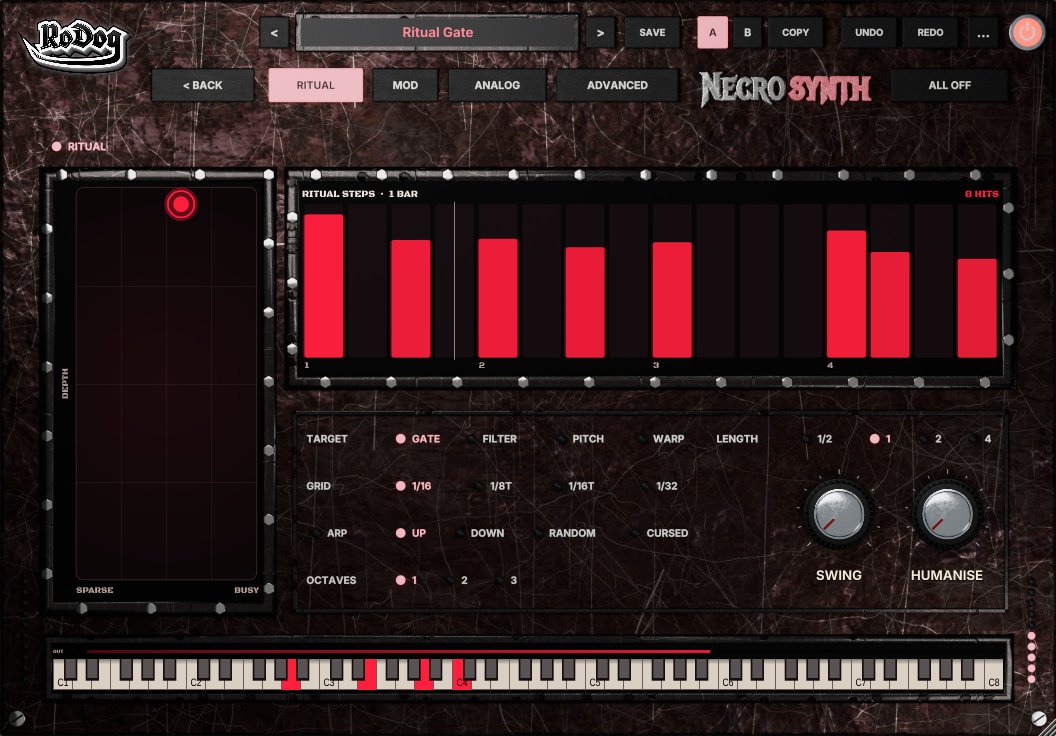 RoDog
<
Ritual Gate
>
SAVE
A
B
COPY
UNDO
REDO
...
< BACK
RITUAL
MOD
ANALOG
ADVANCED
NECRO SYNTH
ALL OFF
RITUAL
RITUAL STEPS · 1 BAR
8 HITS
1
2
3
4
DEPTH
SPARSE
BUSY
TARGET GATE FILTER PITCH WARP LENGTH 1/2 1 2 4
GRID 1/16 1/8T 1/16T 1/32
ARP UP DOWN RANDOM CURSED
OCTAVES 1 2 3
SWING
HUMANISE
OUT
C1 C2 C3 C4 C5 C6 C7 C8